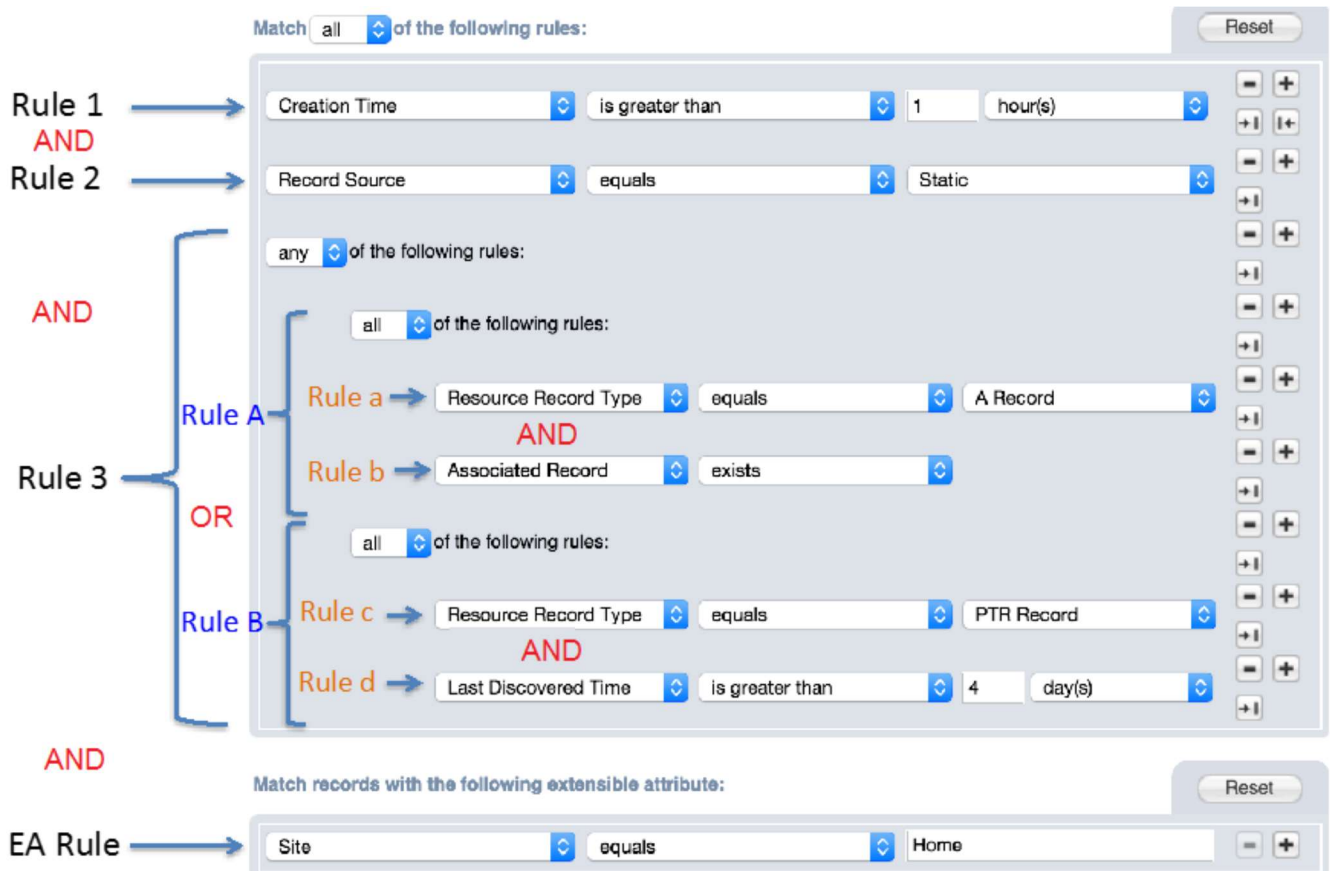 Match all of the following rules:
Reset
Rule 1
Creation Time is greater than 1 hour(s)
AND
Rule 2
Record Source equals Static
any of the following rules:
AND
all of the following rules:
Rule a
Resource Record Type equals A Record
Rule A
AND
Rule b
Associated Record exists
Rule 3
OR
all of the following rules:
Rule c
Resource Record Type equals PTR Record
Rule B
AND
Rule d
Last Discovered Time is greater than 4 day(s)
AND
Match records with the following extensible attribute:
Reset
EA Rule
Site equals Home